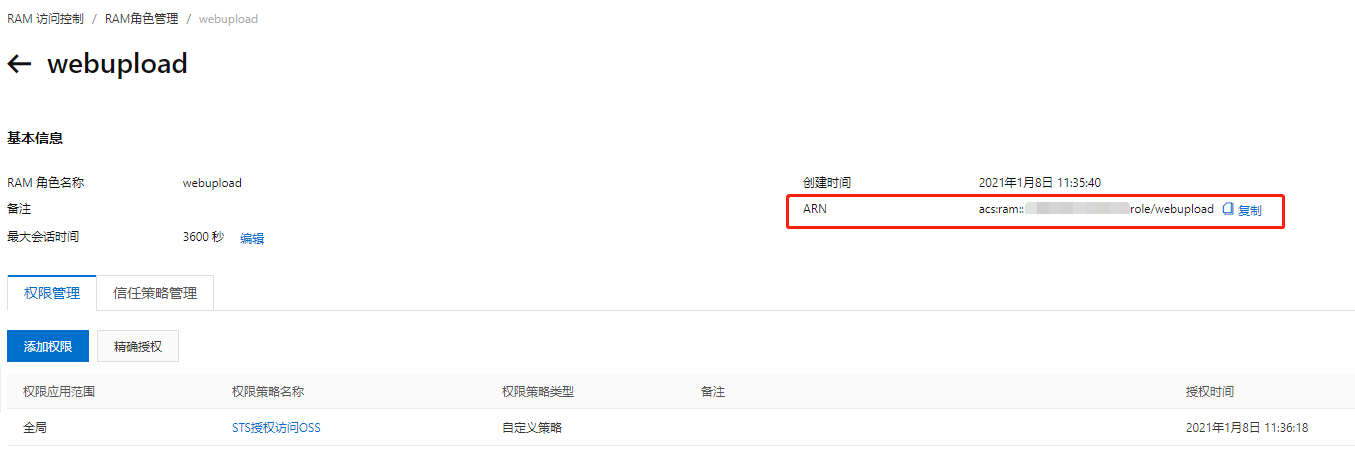 RAM 访问控制 / RAM角色管理 / webupload
← webupload
基本信息
RAM 角色名称 webupload 创建时间 2021年1月8日 11:35:40
备注 ARN acs:ram:: role/webupload 复制
最大会话时间 3600 秒 编辑
权限管理 信任策略管理
添加权限 精确授权
权限应用范围 权限策略名称 权限策略类型 备注 授权时间
全局 STS授权访问OSS 自定义策略 2021年1月8日 11:36:18